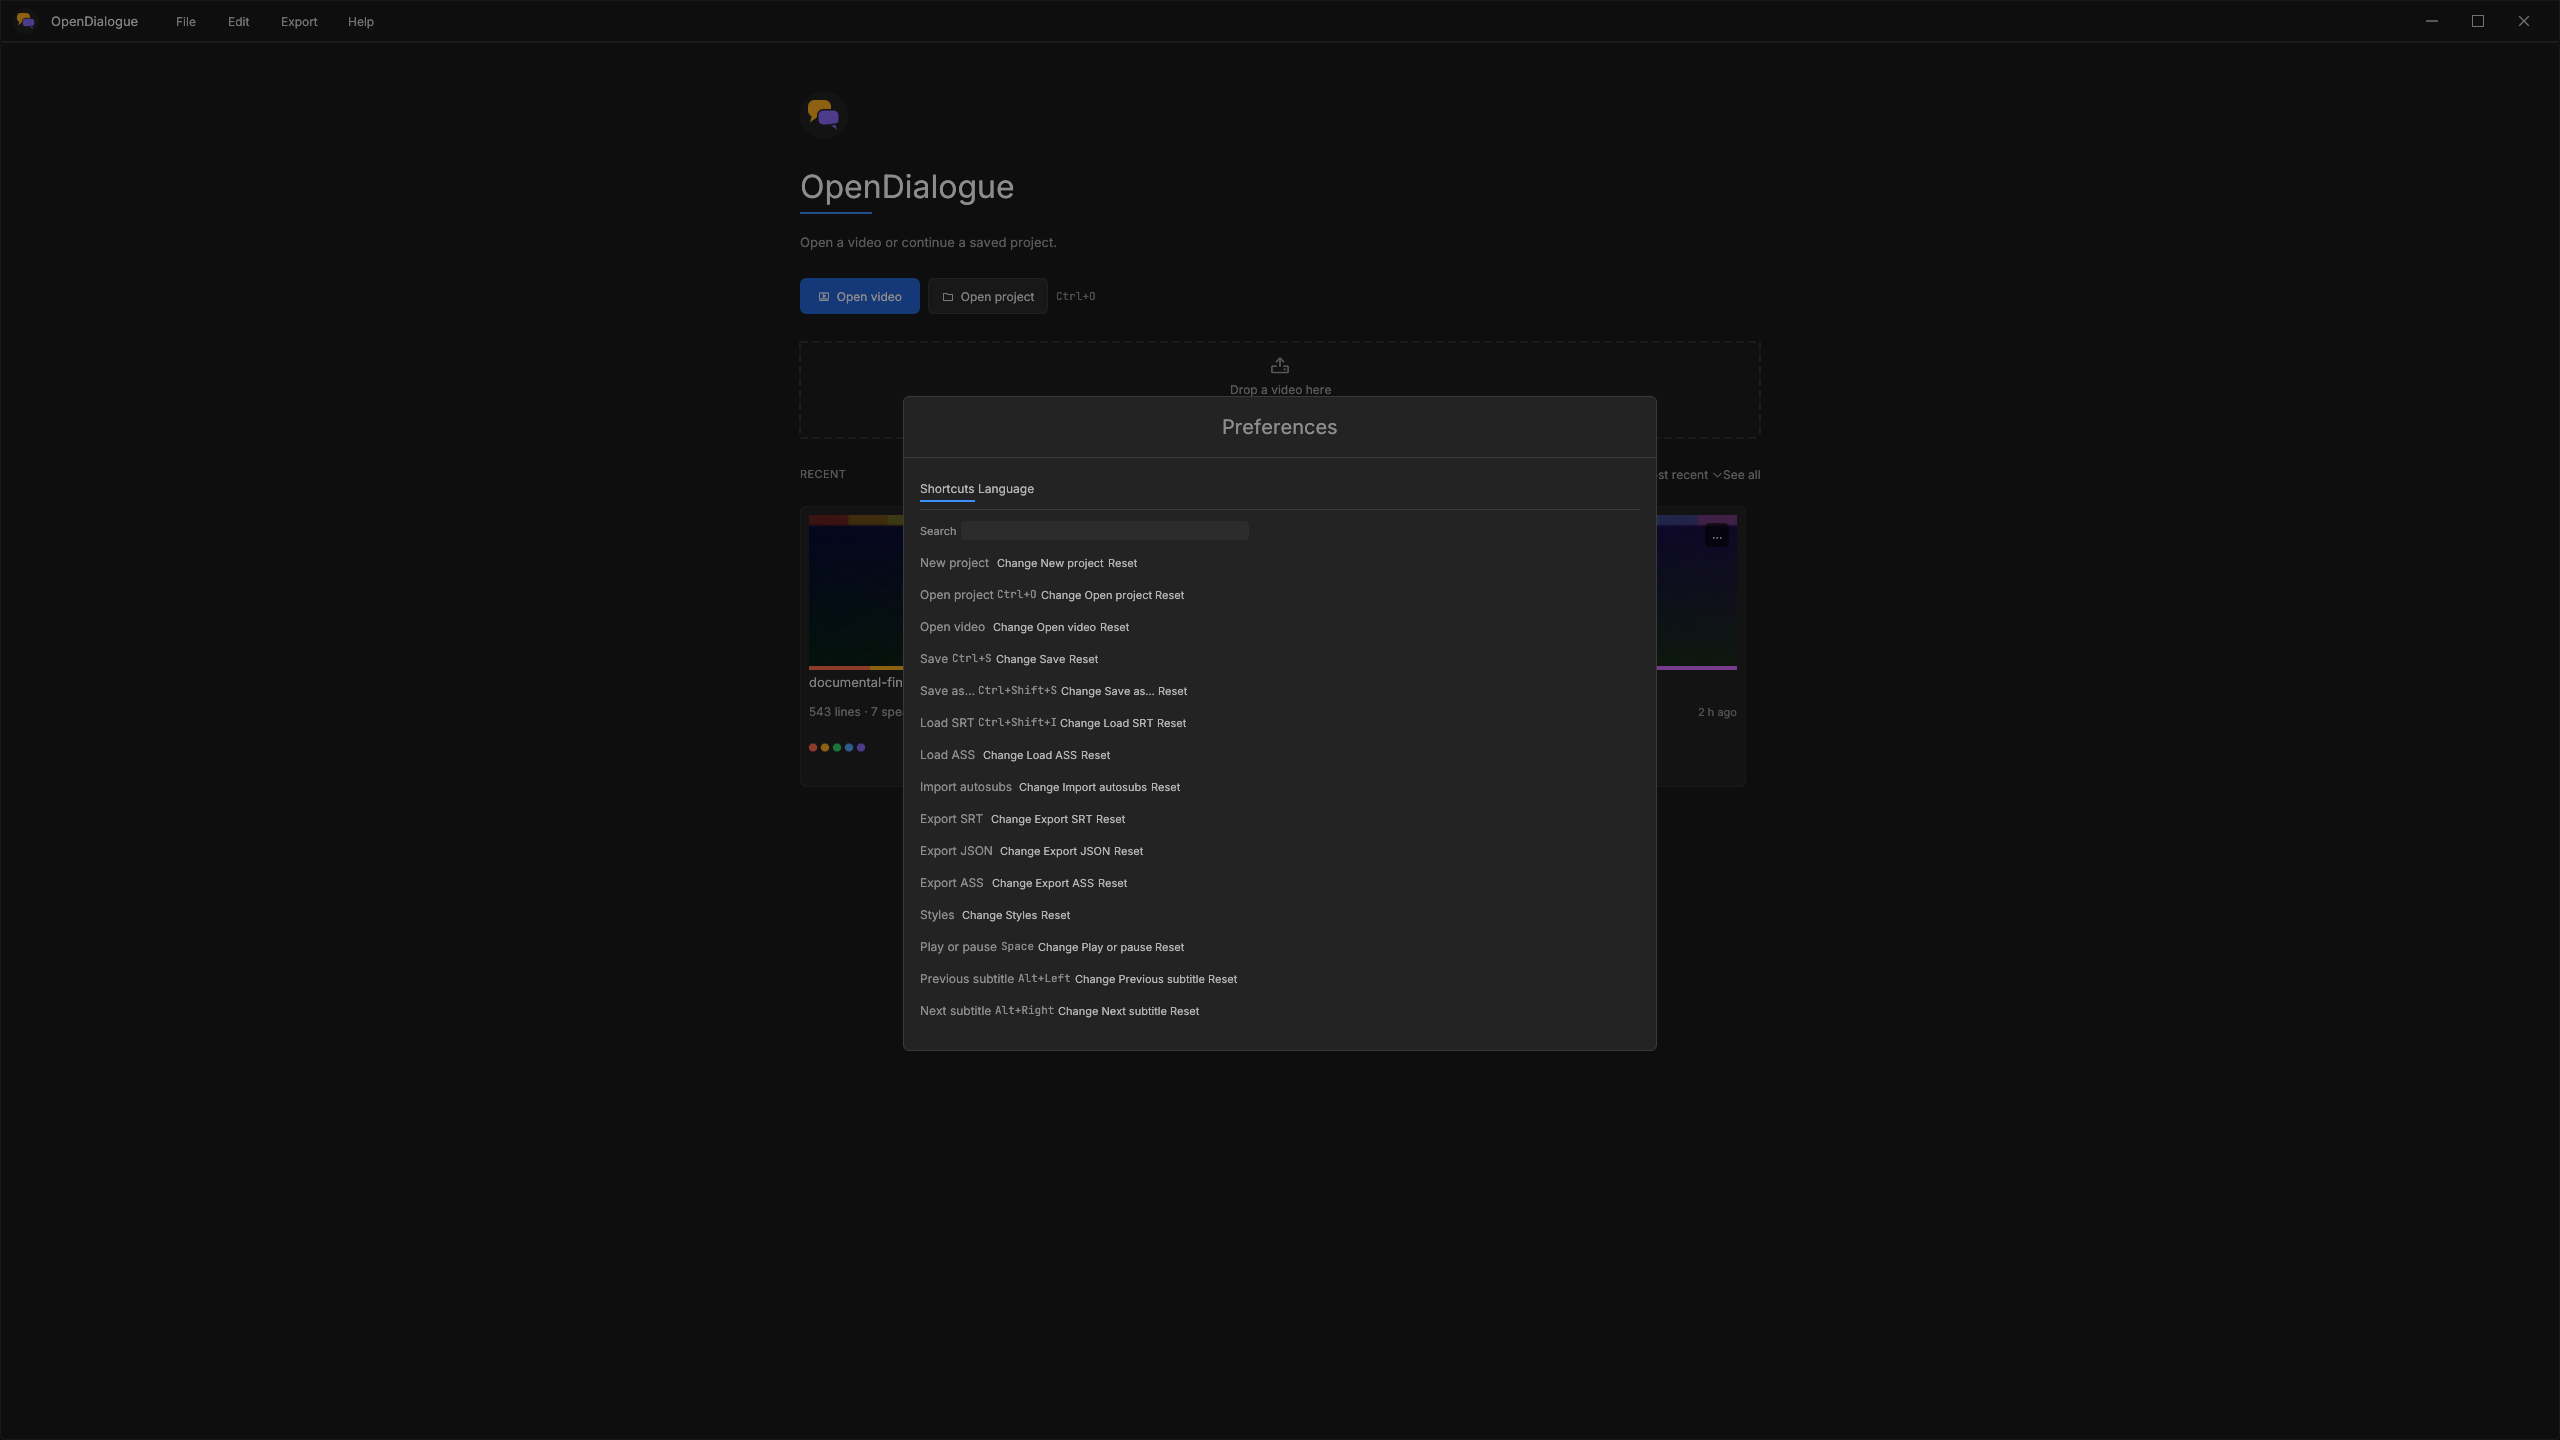 OpenDialogue File Edit Export Help
OpenDialogue
Open a video or continue a saved project.
Open video Open project Ctrl+O
Drop a video here
Preferences
RECENT
st recent See all
Shortcuts Language
Search
...
New project Change New project Reset
Open project Ctrl+O Change Open project Reset
Open video Change Open video Reset
Save Ctrl+S Change Save Reset
documental-fin
Save as... Ctrl+Shift+S Change Save as... Reset
543 lines · 7 spea
2 h ago
Load SRT Ctrl+Shift+I Change Load SRT Reset
Load ASS Change Load ASS Reset
Import autosubs Change Import autosubs Reset
Export SRT Change Export SRT Reset
Export JSON Change Export JSON Reset
Export ASS Change Export ASS Reset
Styles Change Styles Reset
Play or pause Space Change Play or pause Reset
Previous subtitle Alt+Left Change Previous subtitle Reset
Next subtitle Alt+Right Change Next subtitle Reset